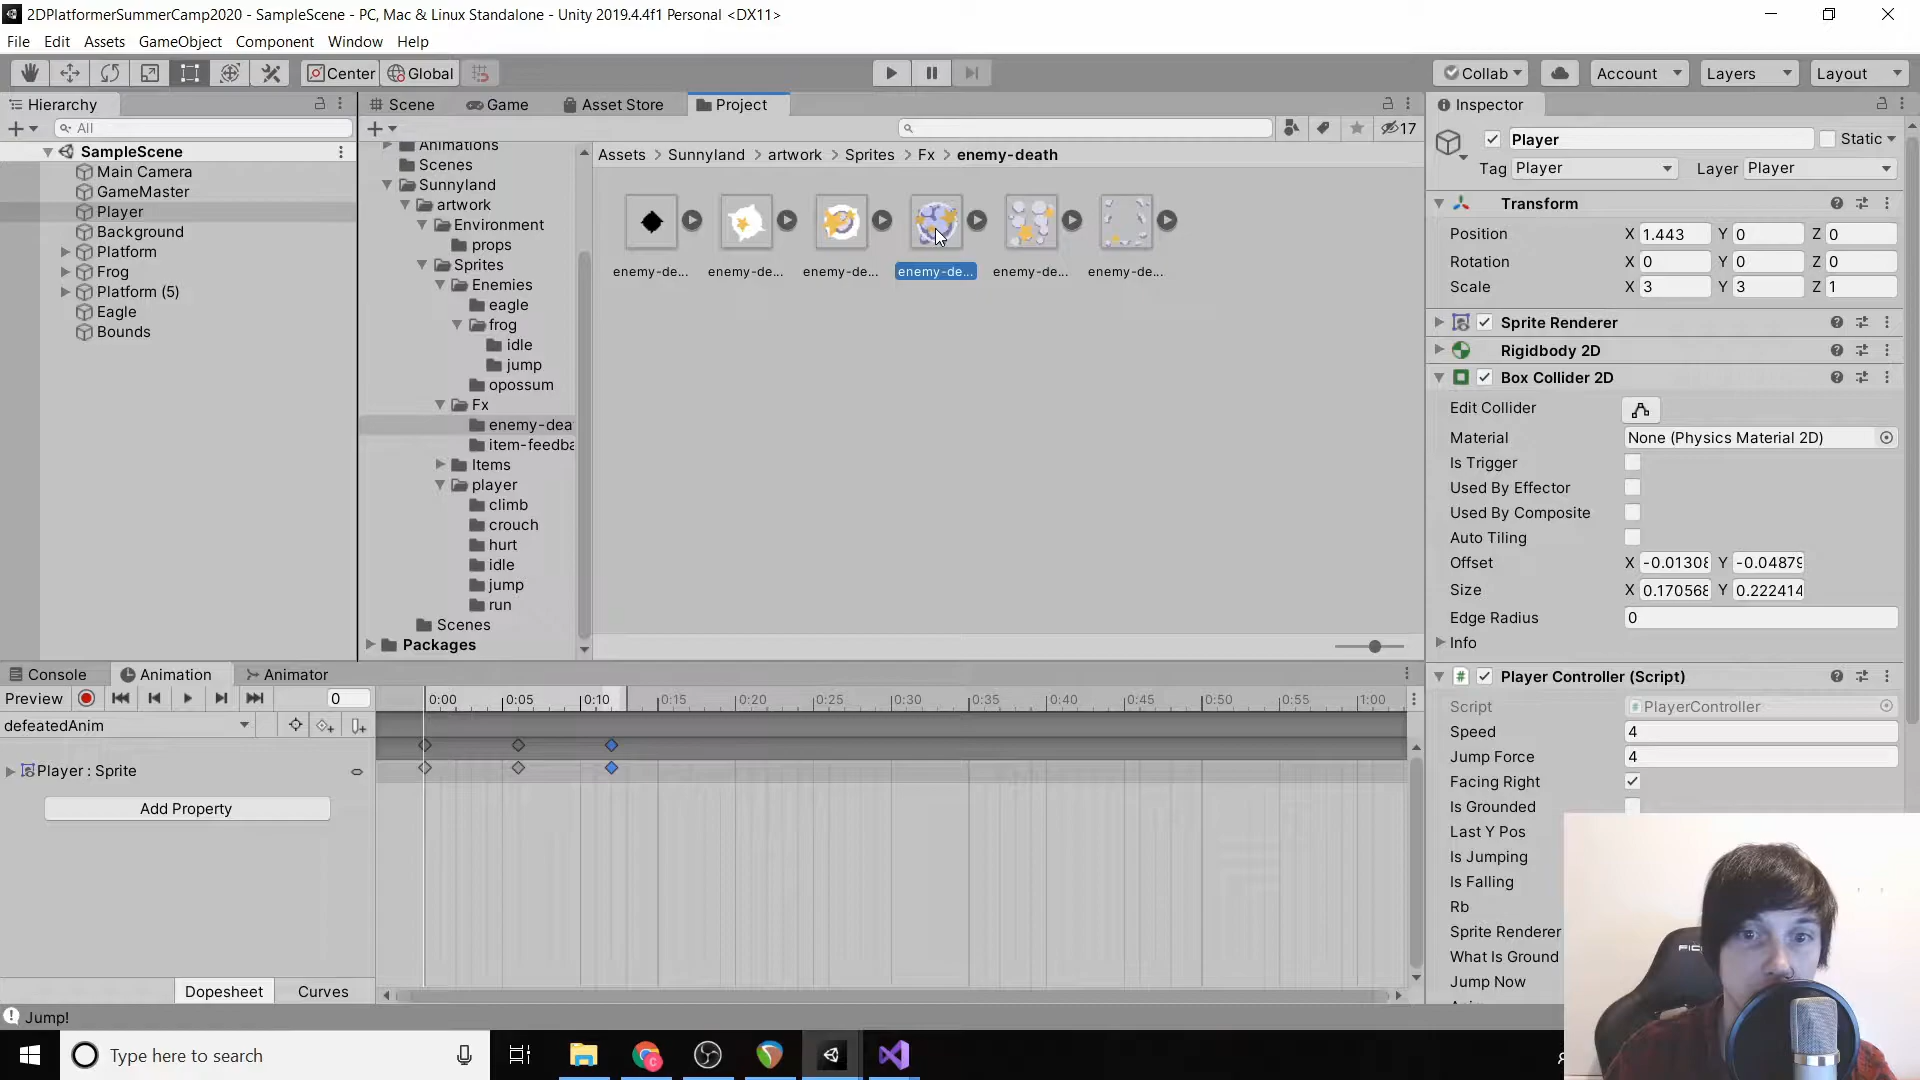 2DPlatformerSummerCamp2020 - SampleScene - PC, Mac & Linux Standalone - Unity 2019.4.4f1 Personal <DX11>
File Edit Assets GameObject Component Window Help
Center Global Collab Account Layers Layout
Hierarchy
All
SampleScene
Main Camera
GameMaster
Player
Background
Platform
Frog
Platform (5)
Eagle
Bounds
Scene Game Asset Store Project
17
Animations
Scenes
Sunnyland
artwork
Environment
props
Sprites
Enemies
eagle
frog
idle
jump
opossum
Fx
enemy-dea
item-feedba
Items
player
climb
crouch
hurt
idle
jump
run
Scenes
Packages
Assets > Sunnyland > artwork > Sprites > Fx > enemy-death
enemy-de... enemy-de... enemy-de... enemy-de... enemy-de... enemy-de...
Inspector
Player Static
Tag Player Layer Player
Transform
Position X 1.443 Y 0 Z 0
Rotation X 0 Y 0 Z 0
Scale X 3 Y 3 Z 1
Sprite Renderer
Rigidbody 2D
Box Collider 2D
Edit Collider
Material None (Physics Material 2D)
Is Trigger
Used By Effector
Used By Composite
Auto Tiling
Offset X -0.01308 Y -0.04879
Size X 0.170568 Y 0.222414
Edge Radius 0
Info
Player Controller (Script)
Script PlayerController
Speed 4
Jump Force 4
Facing Right
Is Grounded
Last Y Pos
Is Jumping
Is Falling
Rb
Sprite Renderer
What Is Ground
Jump Now
Console Animation Animator
Preview 0
0:00 0:05 0:10 0:15 0:20 0:25 0:30 0:35 0:40 0:45 0:50 0:55 1:00
defeatedAnim
Player : Sprite
Add Property
Dopesheet Curves
Jump!
Type here to search